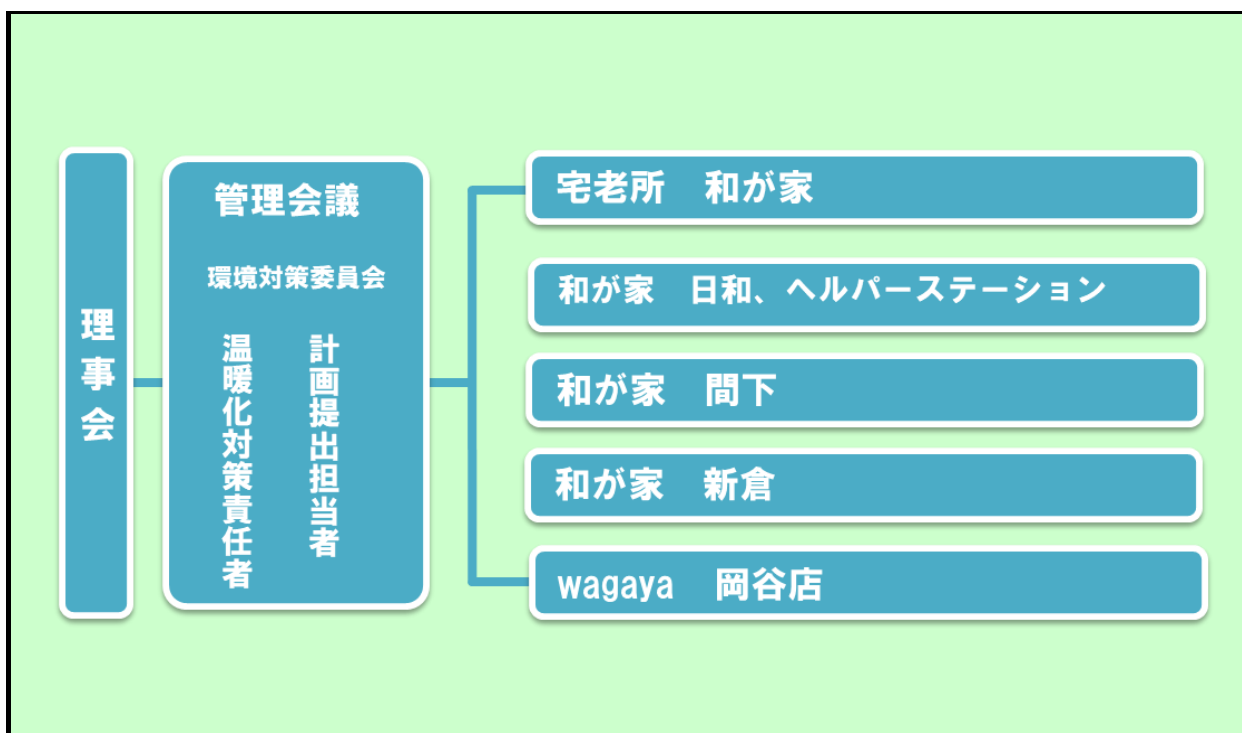 理事会
管理会議
環境対策委員会
計画提出担当者
温暖化対策責任者
宅老所　和が家
和が家　日和、ヘルパーステーション
和が家　間下
和が家　新倉
wagaya　岡谷店